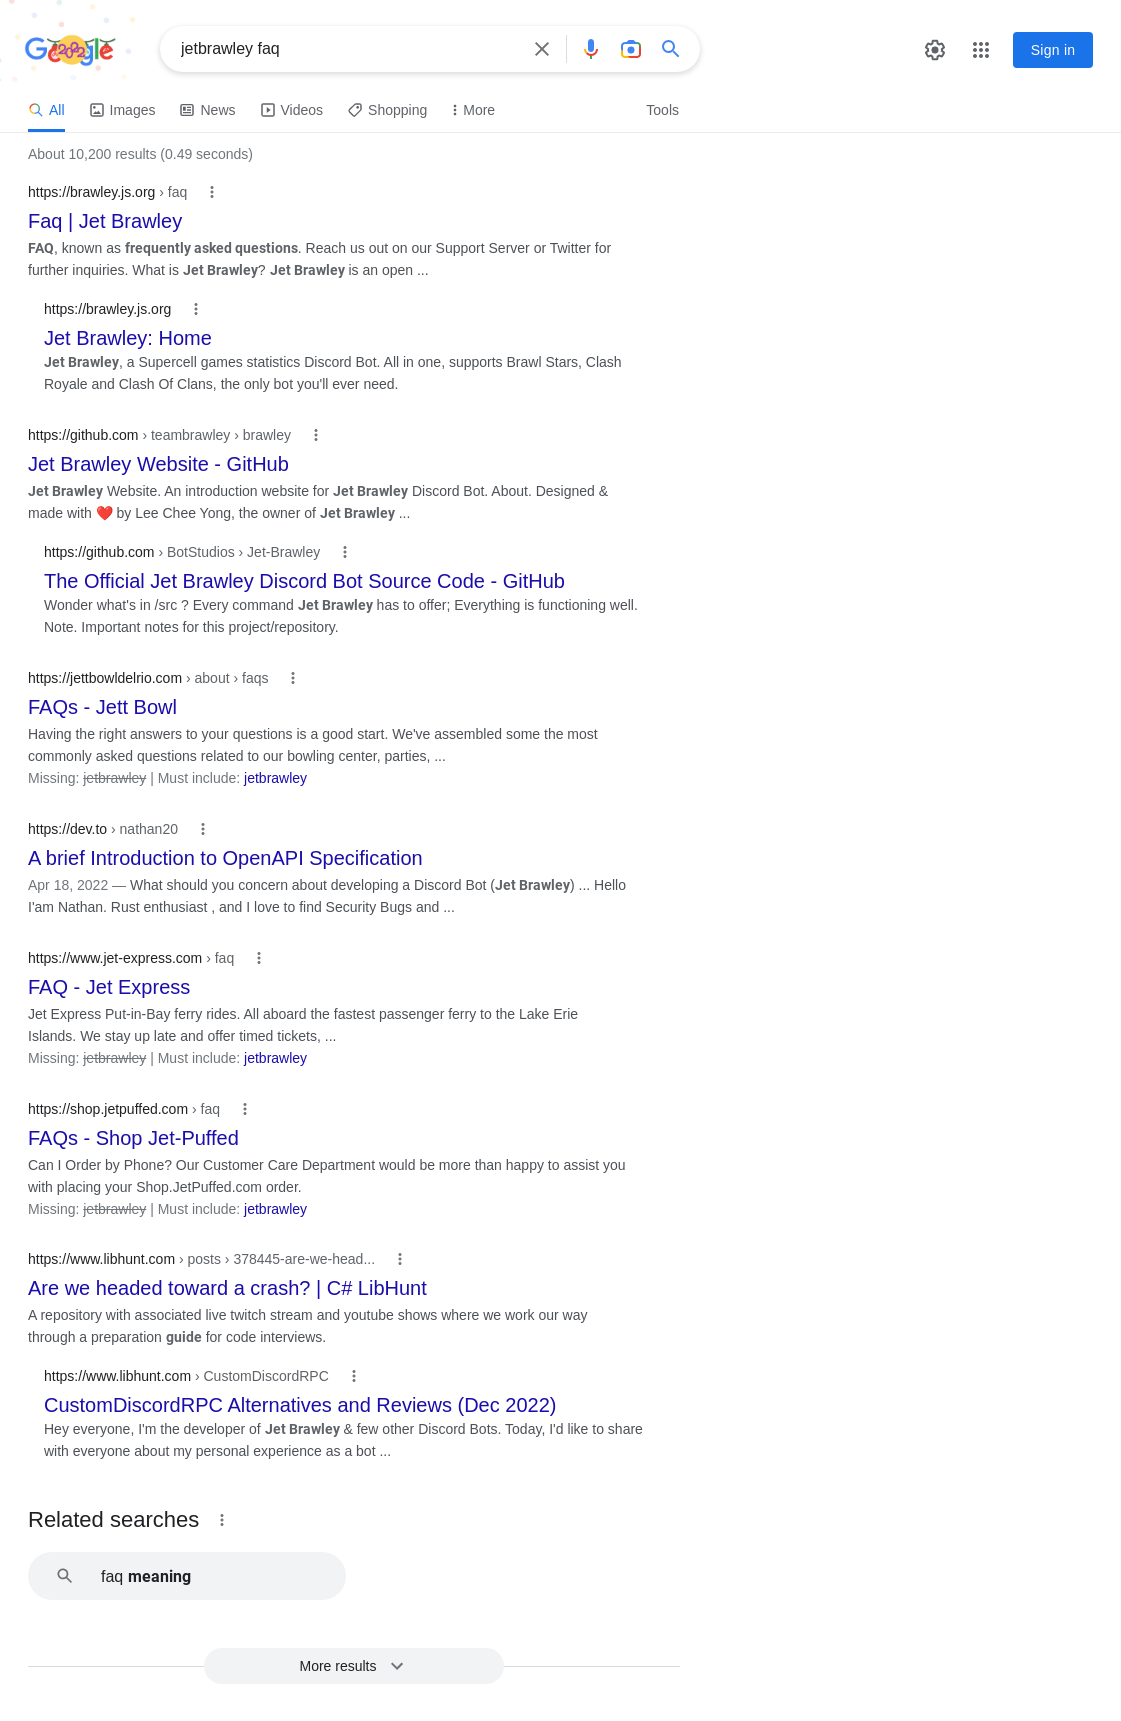 Google
jetbrawley faq
Sign in
All Images News Videos Shopping More Tools
About 10,200 results (0.49 seconds)
https://brawley.js.org › faq
Faq | Jet Brawley
FAQ, known as frequently asked questions. Reach us out on our Support Server or Twitter for
further inquiries. What is Jet Brawley? Jet Brawley is an open ...
https://brawley.js.org
Jet Brawley: Home
Jet Brawley, a Supercell games statistics Discord Bot. All in one, supports Brawl Stars, Clash
Royale and Clash Of Clans, the only bot you'll ever need.
https://github.com › teambrawley › brawley
Jet Brawley Website - GitHub
Jet Brawley Website. An introduction website for Jet Brawley Discord Bot. About. Designed &
made with ❤️ by Lee Chee Yong, the owner of Jet Brawley ...
https://github.com › BotStudios › Jet-Brawley
The Official Jet Brawley Discord Bot Source Code - GitHub
Wonder what's in /src ? Every command Jet Brawley has to offer; Everything is functioning well.
Note. Important notes for this project/repository.
https://jettbowldelrio.com › about › faqs
FAQs - Jett Bowl
Having the right answers to your questions is a good start. We've assembled some the most
commonly asked questions related to our bowling center, parties, ...
Missing: jetbrawley | Must include: jetbrawley
https://dev.to › nathan20
A brief Introduction to OpenAPI Specification
Apr 18, 2022 — What should you concern about developing a Discord Bot (Jet Brawley) ... Hello
I'am Nathan. Rust enthusiast , and I love to find Security Bugs and ...
https://www.jet-express.com › faq
FAQ - Jet Express
Jet Express Put-in-Bay ferry rides. All aboard the fastest passenger ferry to the Lake Erie
Islands. We stay up late and offer timed tickets, ...
Missing: jetbrawley | Must include: jetbrawley
https://shop.jetpuffed.com › faq
FAQs - Shop Jet-Puffed
Can I Order by Phone? Our Customer Care Department would be more than happy to assist you
with placing your Shop.JetPuffed.com order.
Missing: jetbrawley | Must include: jetbrawley
https://www.libhunt.com › posts › 378445-are-we-head...
Are we headed toward a crash? | C# LibHunt
A repository with associated live twitch stream and youtube shows where we work our way
through a preparation guide for code interviews.
https://www.libhunt.com › CustomDiscordRPC
CustomDiscordRPC Alternatives and Reviews (Dec 2022)
Hey everyone, I'm the developer of Jet Brawley & few other Discord Bots. Today, I'd like to share
with everyone about my personal experience as a bot ...
Related searches
faq meaning
More results